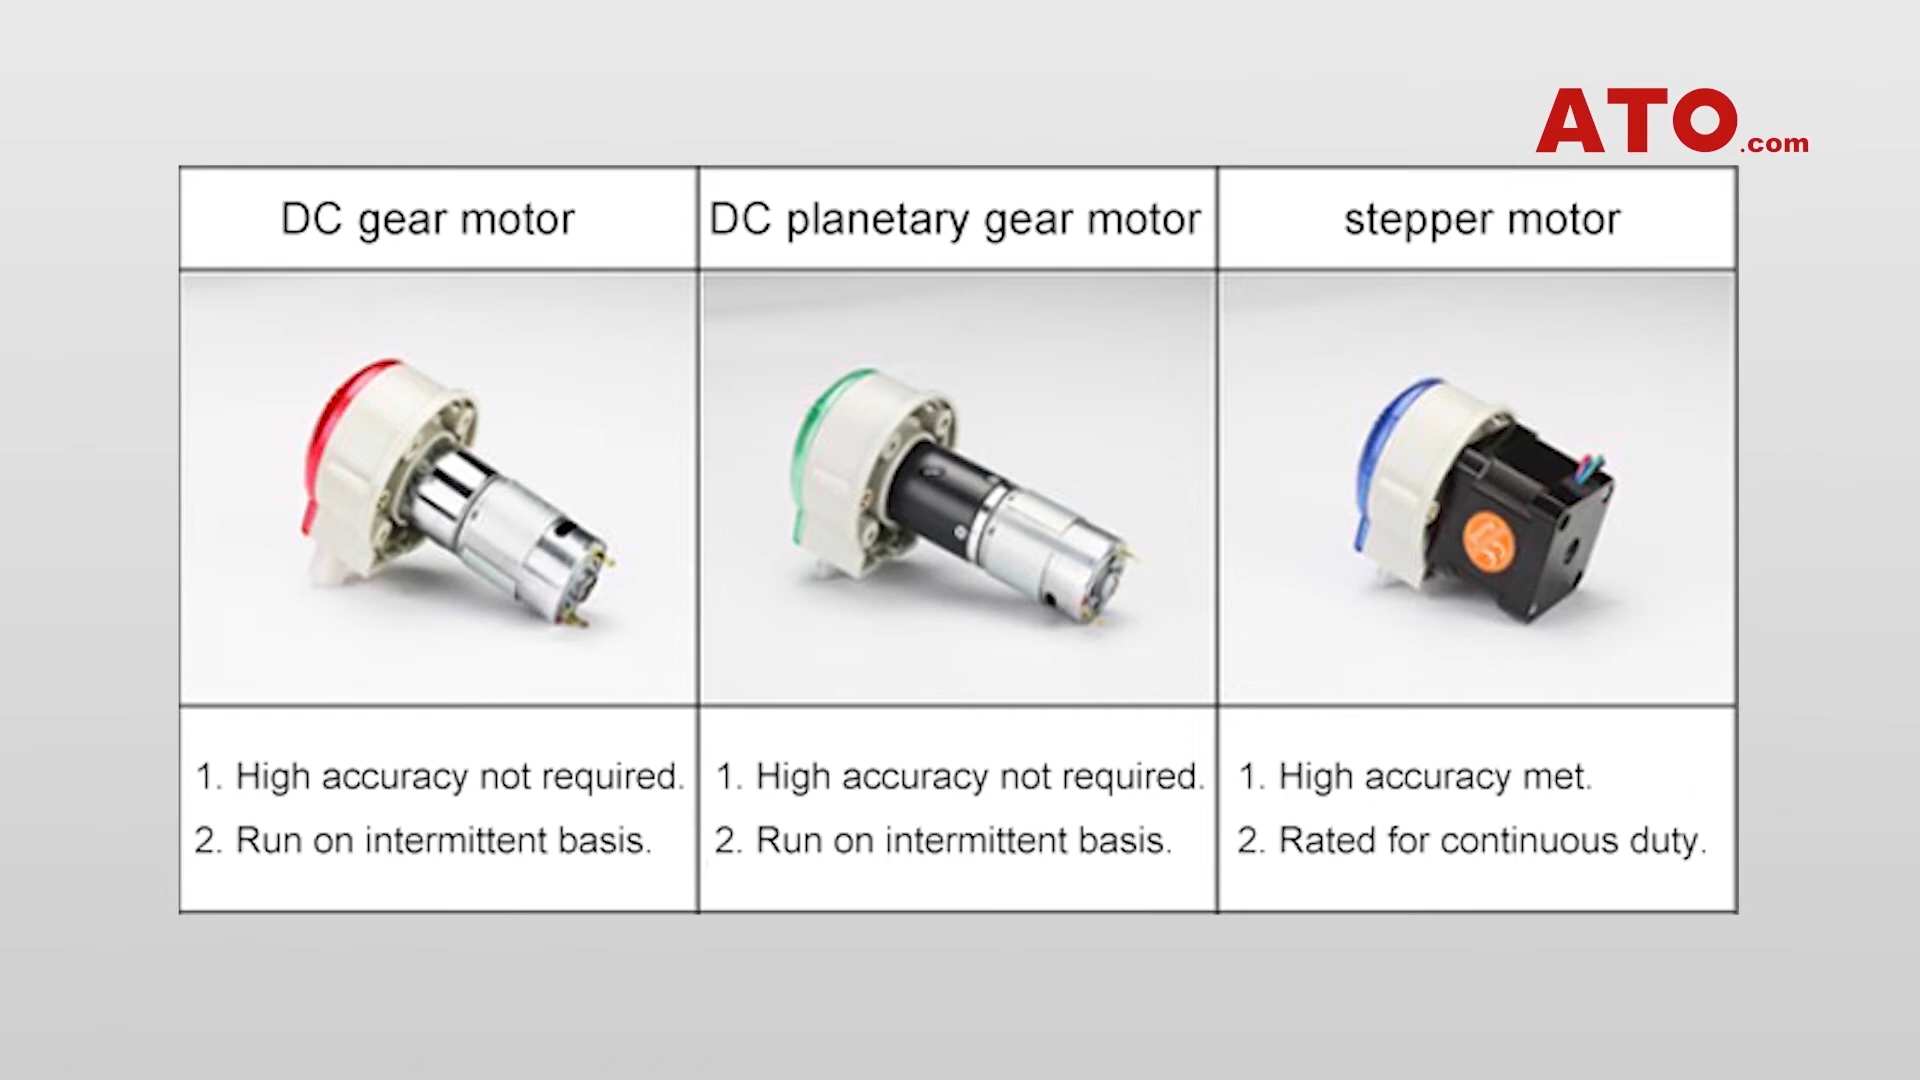 ATO.com
DC gear motor
DC planetary gear motor
stepper motor
1. High accuracy not required.
2. Run on intermittent basis.
1. High accuracy not required.
2. Run on intermittent basis.
1. High accuracy met.
2. Rated for continuous duty.